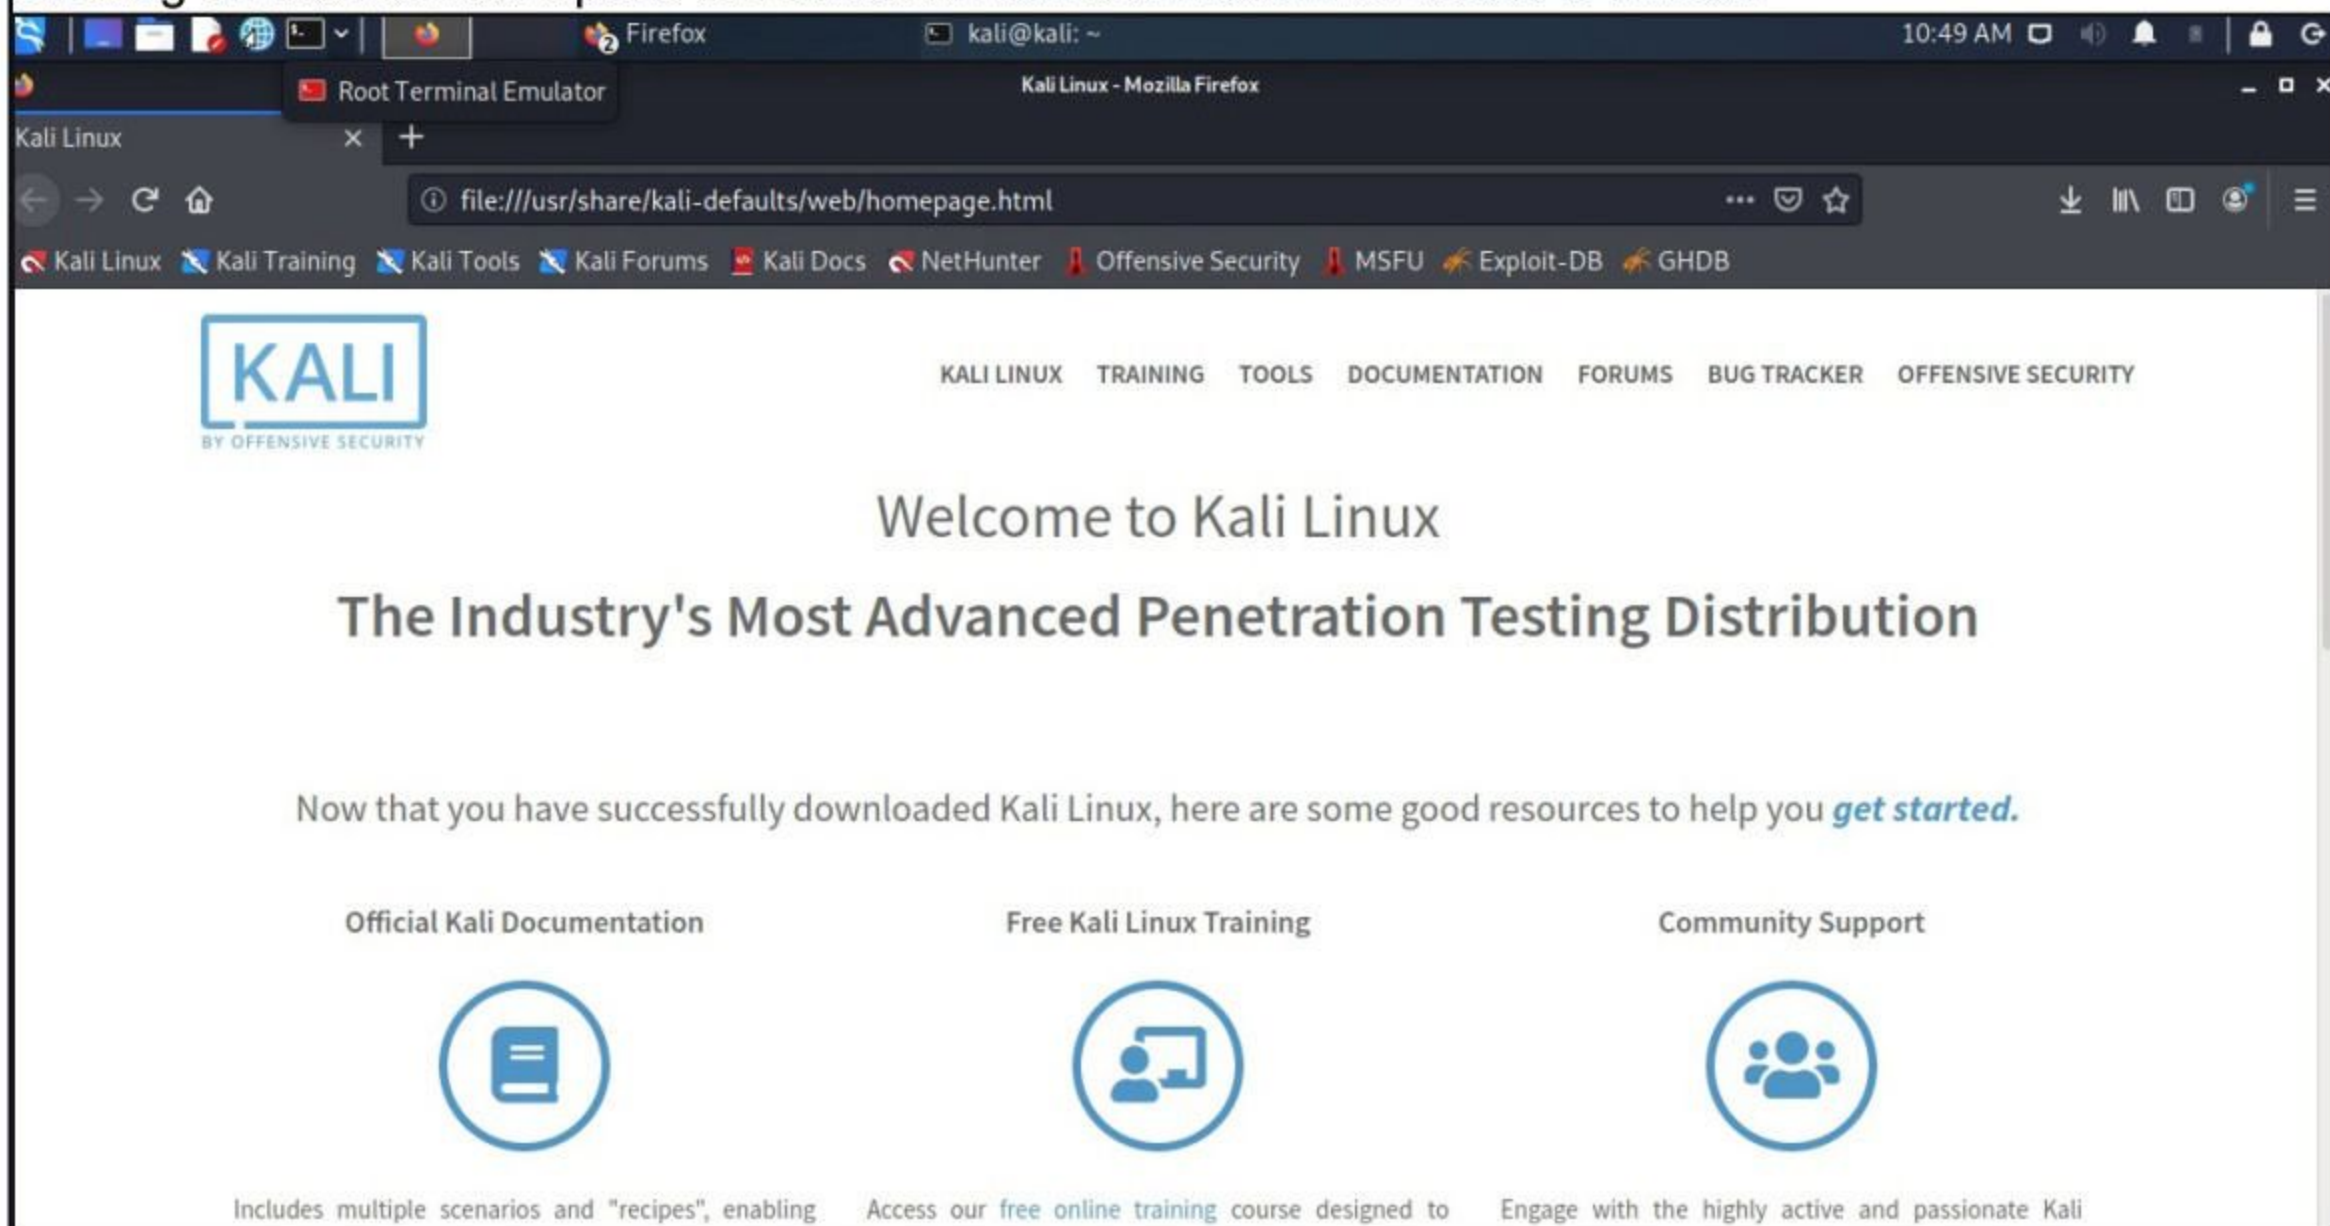 Firefox
kali@kali: ~
10:49 AM
Root Terminal Emulator
Kali Linux - Mozilla Firefox
Kali Linux
file:///usr/share/kali-defaults/web/homepage.html
Kali Linux Kali Training Kali Tools Kali Forums Kali Docs NetHunter Offensive Security MSFU Exploit-DB GHDB
KALI
BY OFFENSIVE SECURITY
KALI LINUX TRAINING TOOLS DOCUMENTATION FORUMS BUG TRACKER OFFENSIVE SECURITY
Welcome to Kali Linux
The Industry's Most Advanced Penetration Testing Distribution
Now that you have successfully downloaded Kali Linux, here are some good resources to help you get started.
Official Kali Documentation
Free Kali Linux Training
Community Support
Includes multiple scenarios and "recipes", enabling
Access our free online training course designed to
Engage with the highly active and passionate Kali